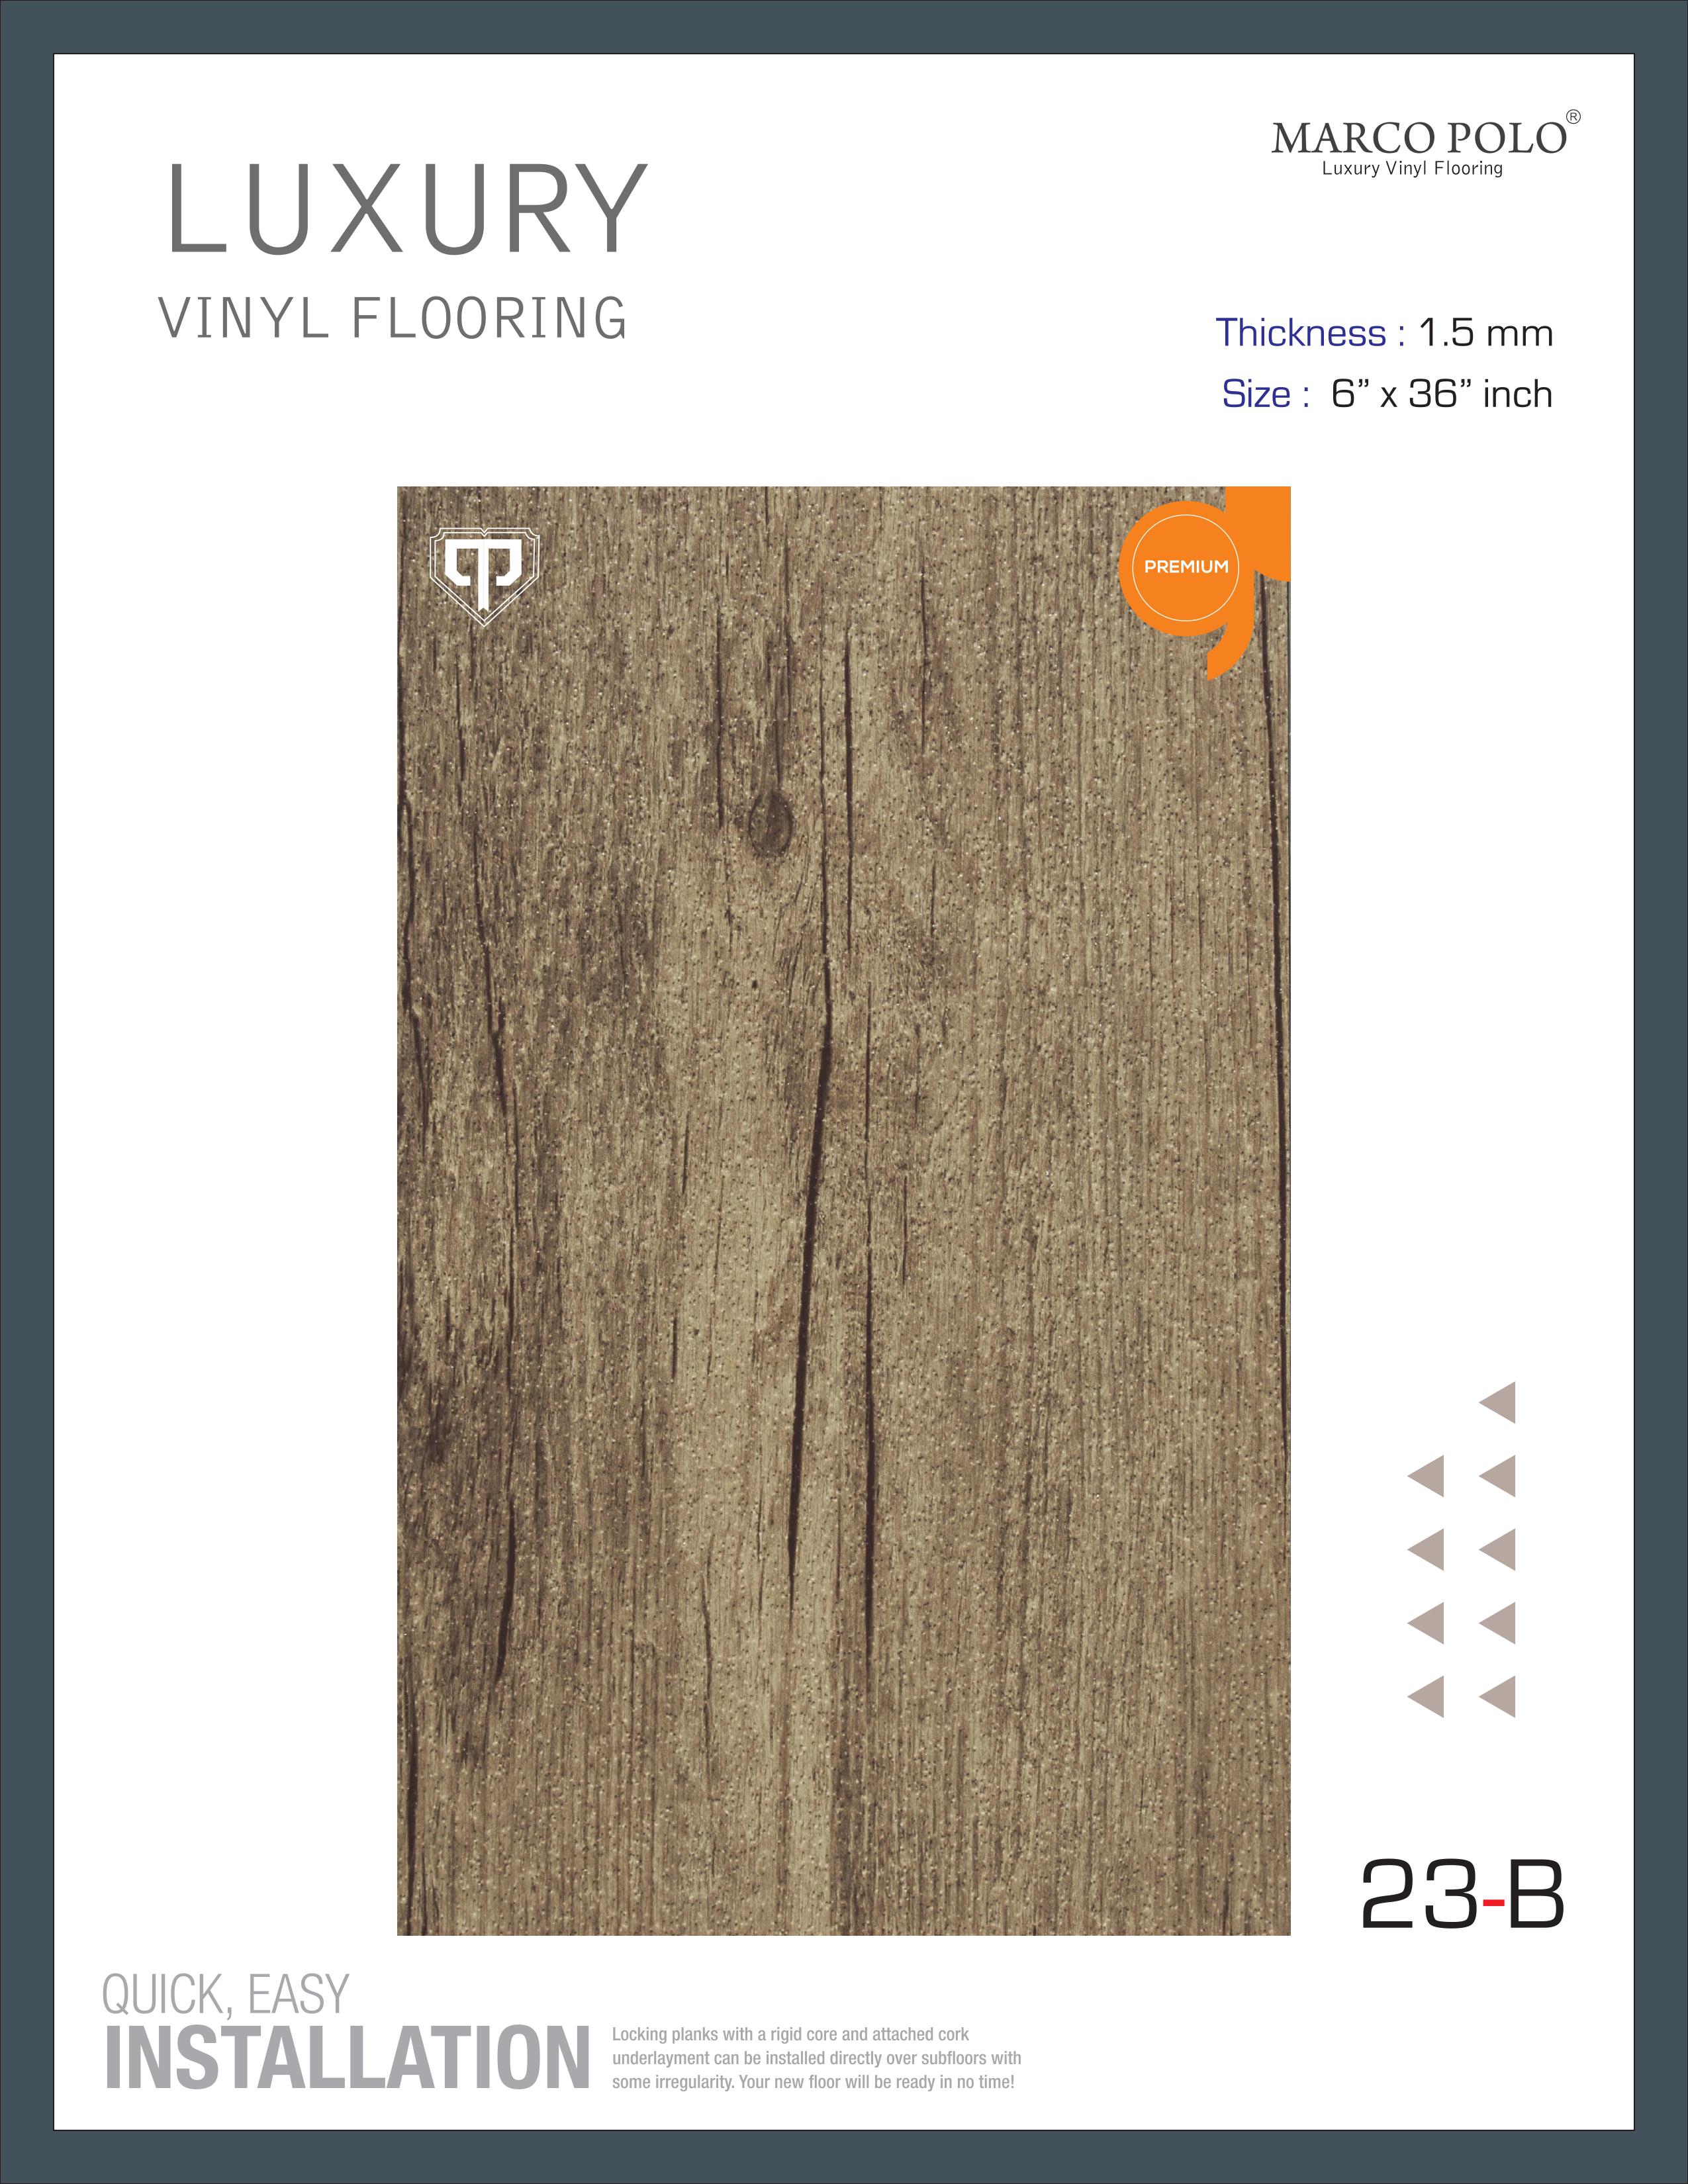 MARCO POLO®
Luxury Vinyl Flooring
LUXURY
VINYL FLOORING
Thickness : 1.5 mm
Size : 6” x 36” inch
PREMIUM
23-B
QUICK, EASY
INSTALLATION
Locking planks with a rigid core and attached cork
underlayment can be installed directly over subfloors with
some irregularity. Your new floor will be ready in no time!